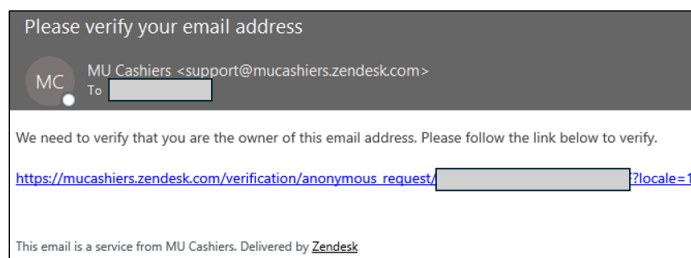 Please verify your email address
MC
MU Cashiers <support@mucashiers.zendesk.com>
To
We need to verify that you are the owner of this email address. Please follow the link below to verify.
https://mucashiers.zendesk.com/verification/anonymous_request/ ?locale=1
This email is a service from MU Cashiers. Delivered by Zendesk